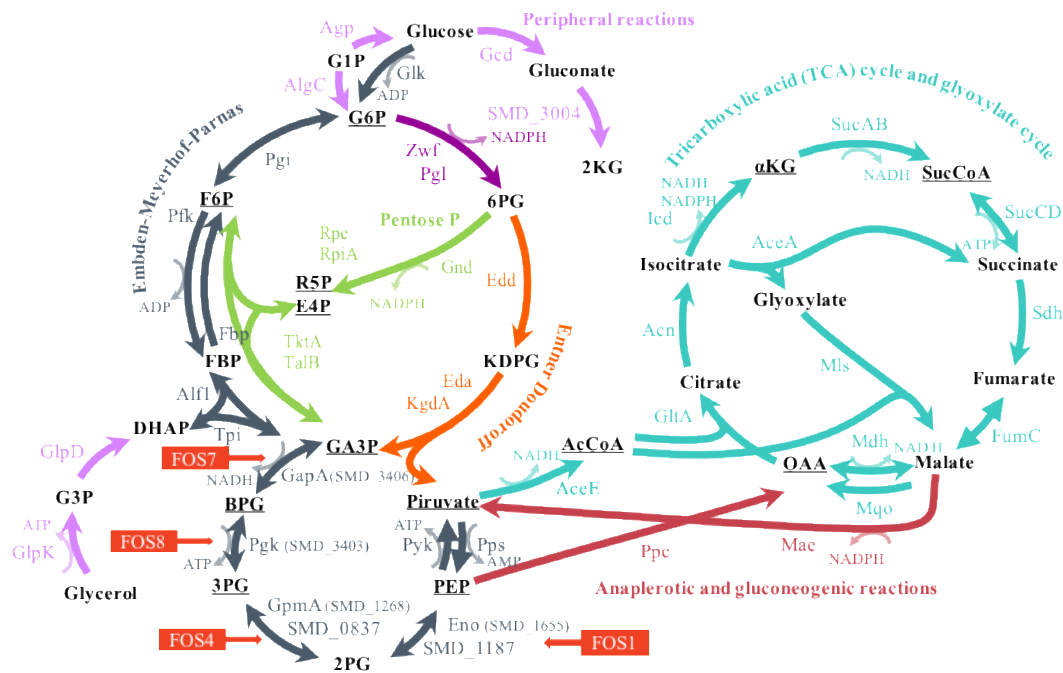 Agp
Glucose
Peripheral reactions
G1P
Glk
Gcd
Gluconate
AlgC
ADP
G6P
SMD_3004
NADPH
Zwf
Pgl
2KG
Embden-Meyerhof-Parnas
Pgi
F6P
6PG
Pfk
Pentose P
Rpe
RpiA
Gnd
NADPH
R5P
E4P
Edd
ADP
Fbp
TktA
TalB
FBP
KDPG
Entner Doudoroff
Alf1
Eda
KgdA
DHAP
Tpi
GA3P
GlpD
FOS7
NADH
GapA (SMD_3406)
G3P
BPG
Piruvate
ATP
GlpK
FOS8
Pgk (SMD_3403)
ATP
ATP
Pyk
Pps
AMP
Glycerol
3PG
PEP
GpmA (SMD_1268)
SMD_0837
Eno (SMD_1655)
SMD_1187
FOS4
FOS1
2PG
Tricarboxylic acid (TCA) cycle and glyoxylate cycle
SucAB
αKG
NADH
SucCoA
NADH
NADPH
Icd
SucCD
AceA
ATP
Isocitrate
Succinate
Glyoxylate
Acn
Sdh
Mls
Citrate
Fumarate
GltA
AcCoA
NADH
AceE
OAA
Mdh
NADH
Malate
FumC
Mqo
Ppc
Mae
NADPH
Anaplerotic and gluconeogenic reactions